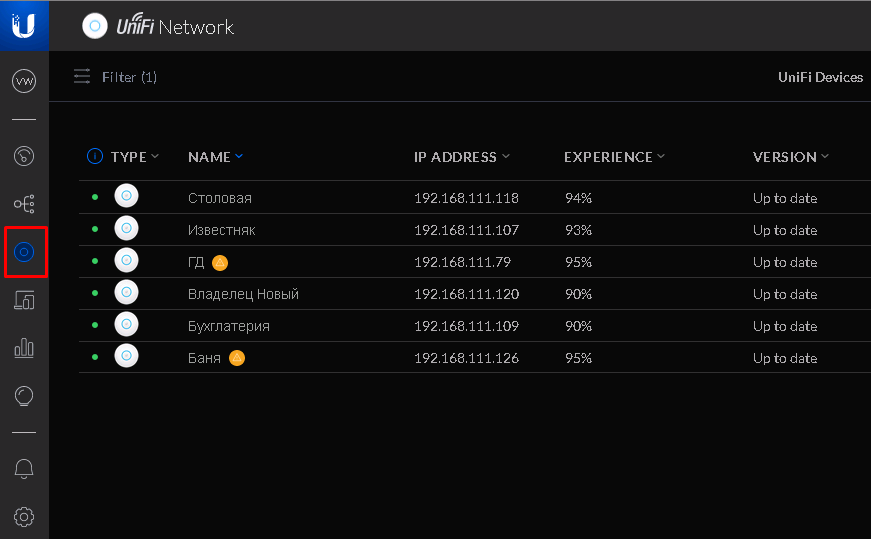 UniFi Network
VW
Filter (1)
UniFi Devices
TYPE NAME IP ADDRESS EXPERIENCE VERSION
Столовая 192.168.111.118 94% Up to date
Известняк 192.168.111.107 93% Up to date
ГД 192.168.111.79 95% Up to date
Владелец Новый 192.168.111.120 90% Up to date
Бухглатерия 192.168.111.109 90% Up to date
Баня 192.168.111.126 95% Up to date